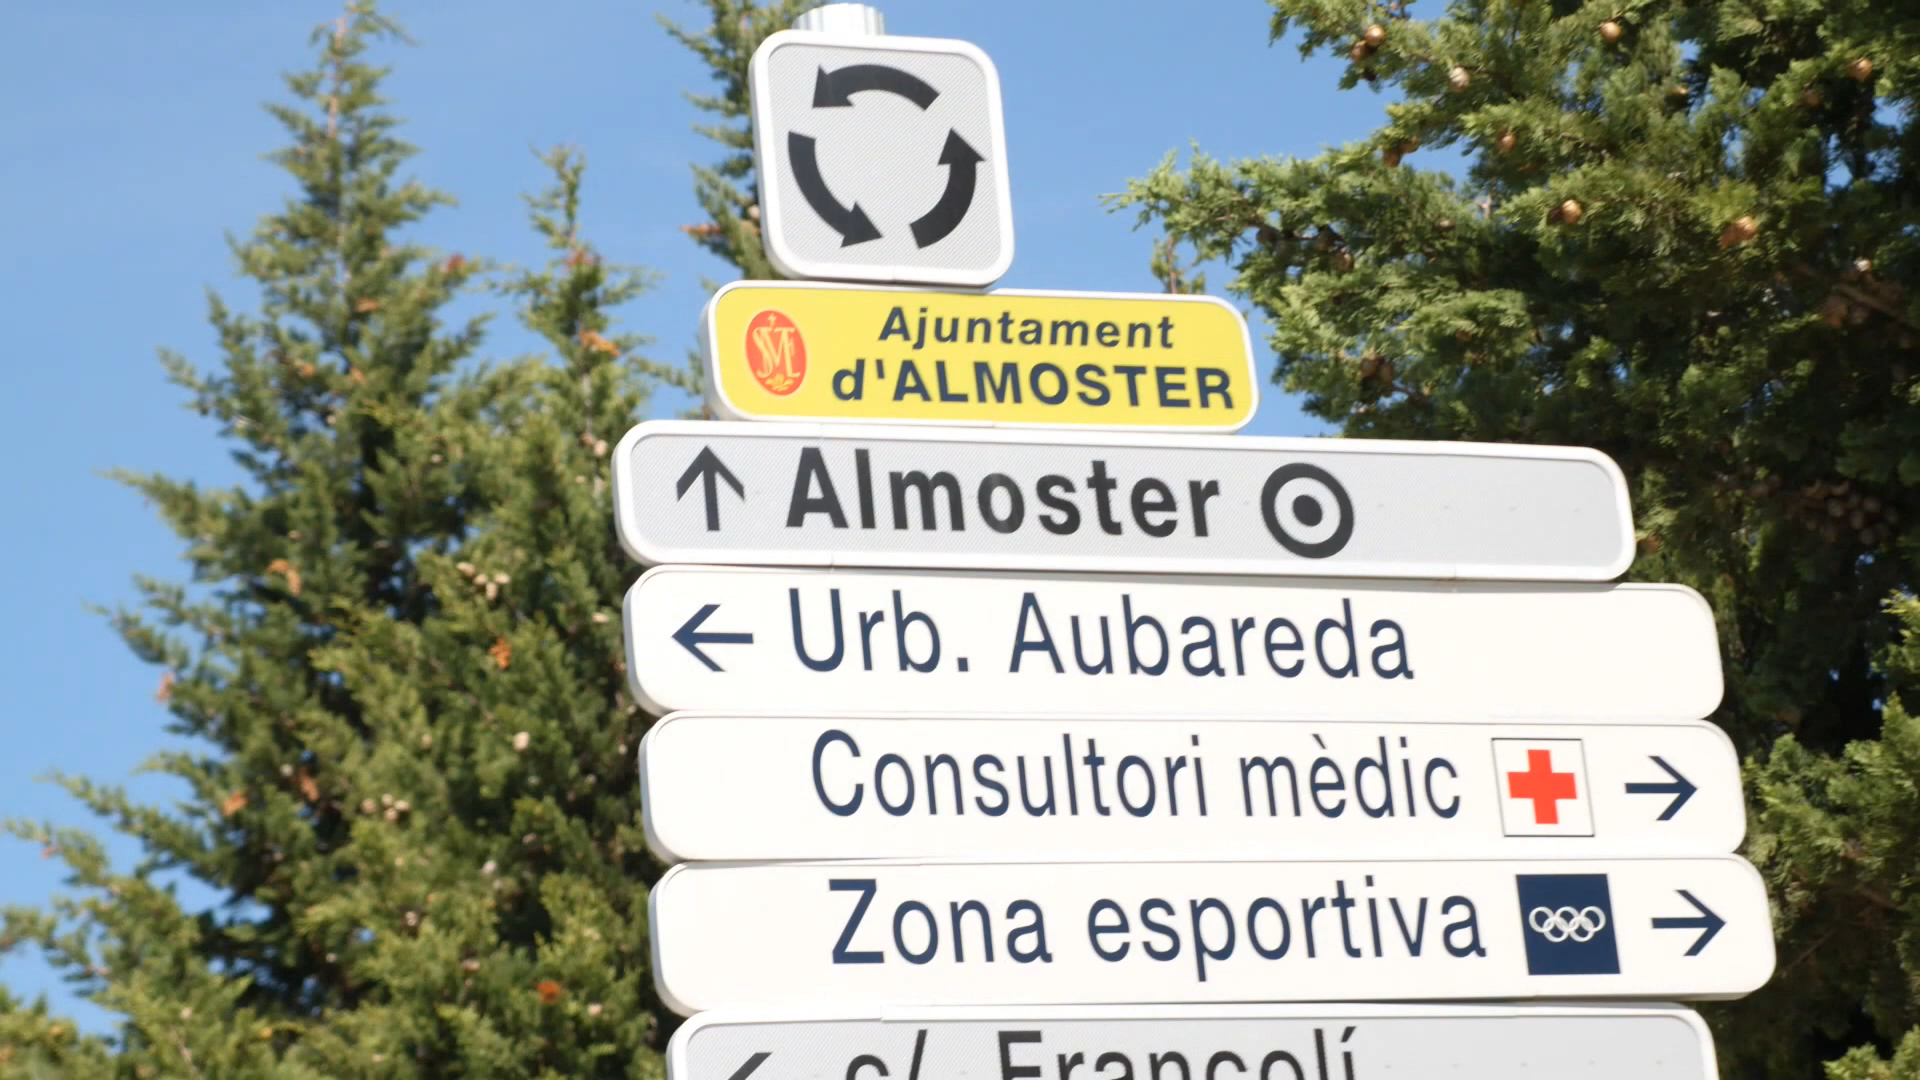 Ajuntament
d'ALMOSTER
Almoster
Urb. Aubareda
Consultori mèdic
Zona esportiva
c/ Francolí